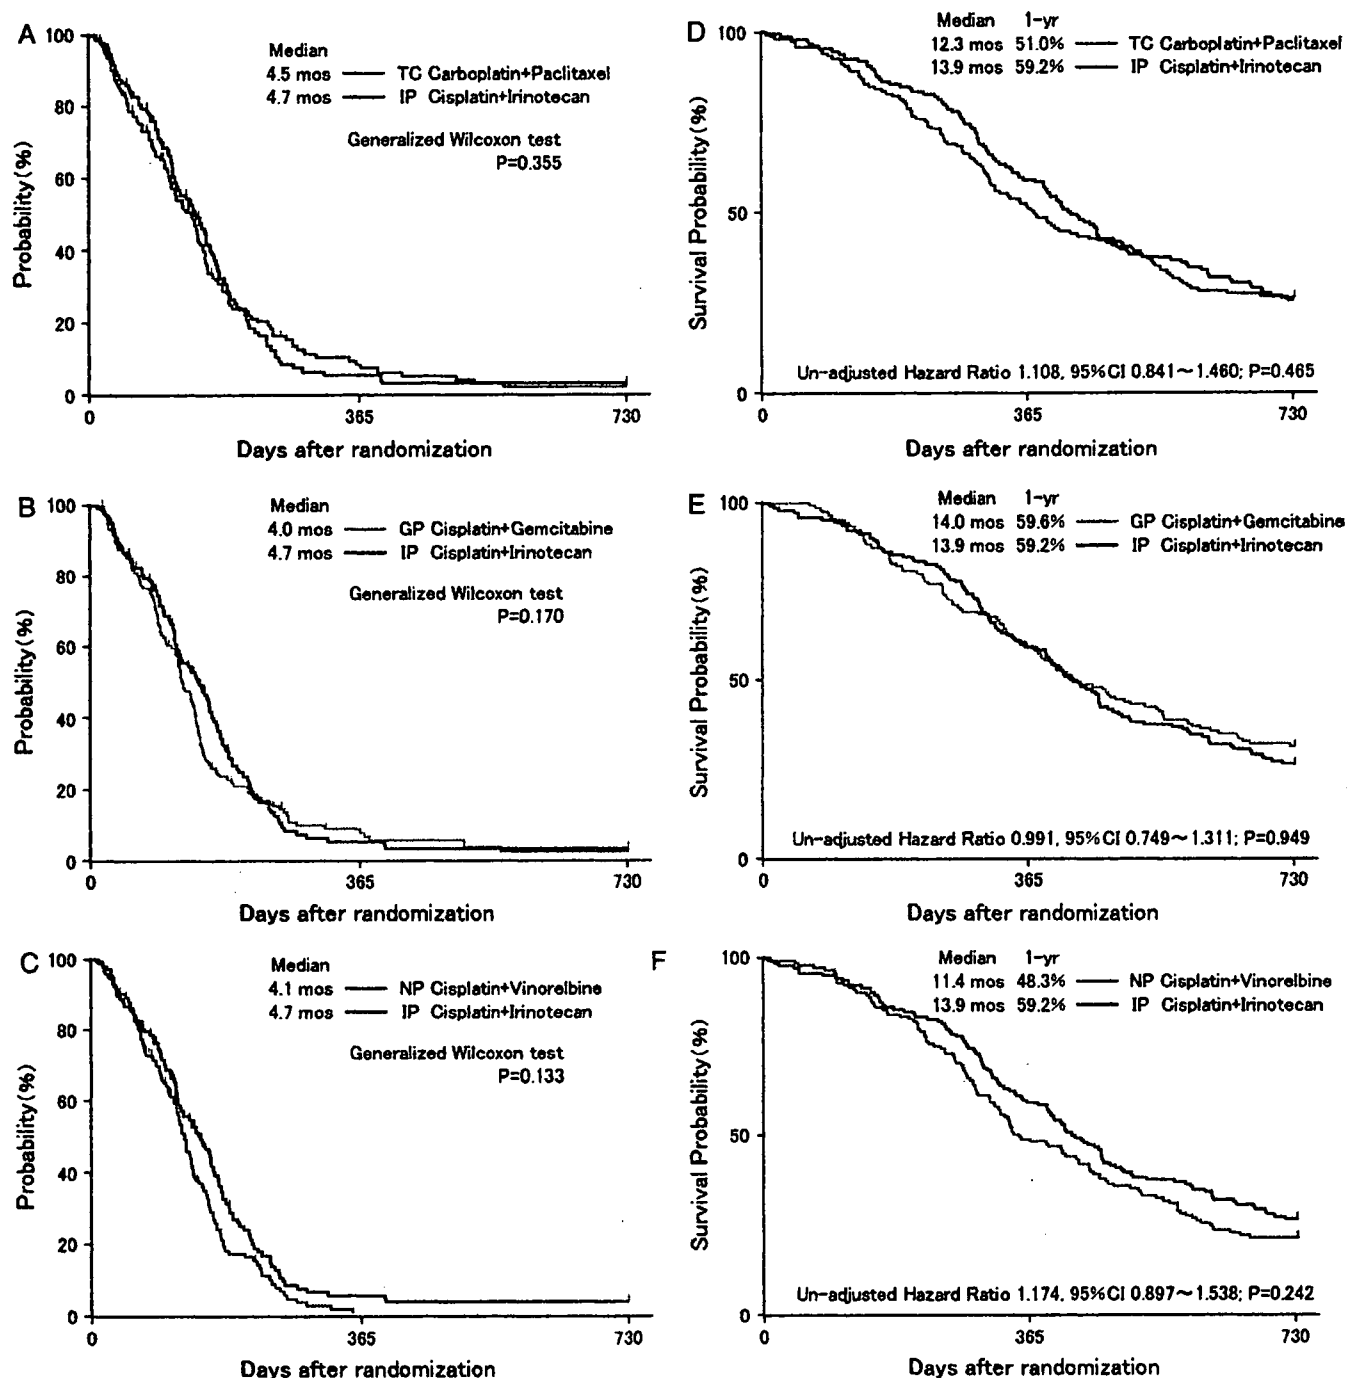 A
Median
4.5 mos TC Carboplatin+Paclitaxel
4.7 mos IP Cisplatin+Irinotecan
Generalized Wilcoxon test
P=0.355
100
80
60
40
20
0
Probability(%)
0 365 730
Days after randomization
D
Median 1-yr
12.3 mos 51.0% TC Carboplatin+Paclitaxel
13.9 mos 59.2% IP Cisplatin+Irinotecan
100
50
0
Survival Probability(%)
Un-adjusted Hazard Ratio 1.108, 95%CI 0.841~1.460; P=0.465
0 365 730
Days after randomization
B
Median
4.0 mos GP Cisplatin+Gemcitabine
4.7 mos IP Cisplatin+Irinotecan
Generalized Wilcoxon test
P=0.170
100
80
60
40
20
0
Probability(%)
0 365 730
Days after randomization
E
Median 1-yr
14.0 mos 59.6% GP Cisplatin+Gemcitabine
13.9 mos 59.2% IP Cisplatin+Irinotecan
100
50
0
Survival Probability(%)
Un-adjusted Hazard Ratio 0.991, 95%CI 0.749~1.311; P=0.949
0 365 730
Days after randomization
C
Median
4.1 mos NP Cisplatin+Vinorelbine
4.7 mos IP Cisplatin+Irinotecan
Generalized Wilcoxon test
P=0.133
100
80
60
40
20
0
Probability(%)
0 365 730
Days after randomization
F
Median 1-yr
11.4 mos 48.3% NP Cisplatin+Vinorelbine
13.9 mos 59.2% IP Cisplatin+Irinotecan
100
50
0
Survival Probability(%)
Un-adjusted Hazard Ratio 1.174, 95%CI 0.897~1.538; P=0.242
0 365 730
Days after randomization